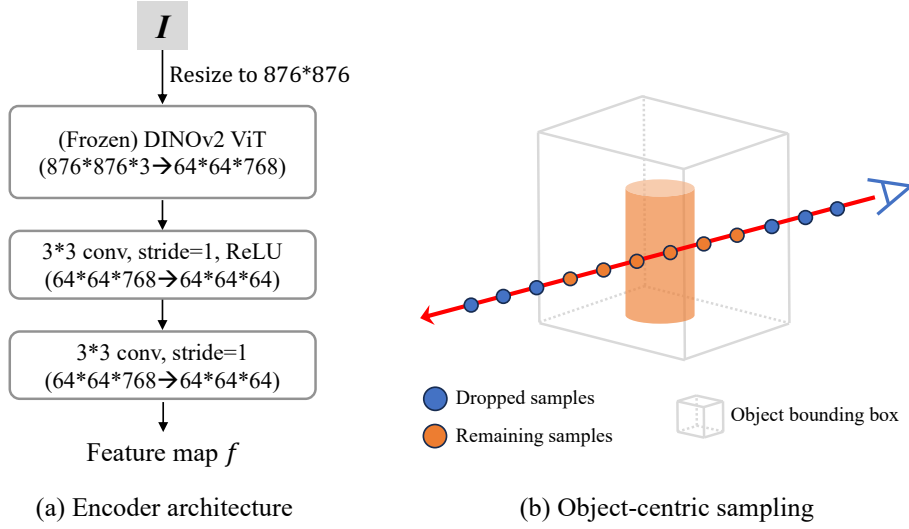 I
Resize to 876*876
(Frozen) DINOv2 ViT
(876*876*3→64*64*768)
3*3 conv, stride=1, ReLU
(64*64*768→64*64*64)
3*3 conv, stride=1
(64*64*768→64*64*64)
Feature map f
(a) Encoder architecture
Dropped samples
Remaining samples
Object bounding box
(b) Object-centric sampling